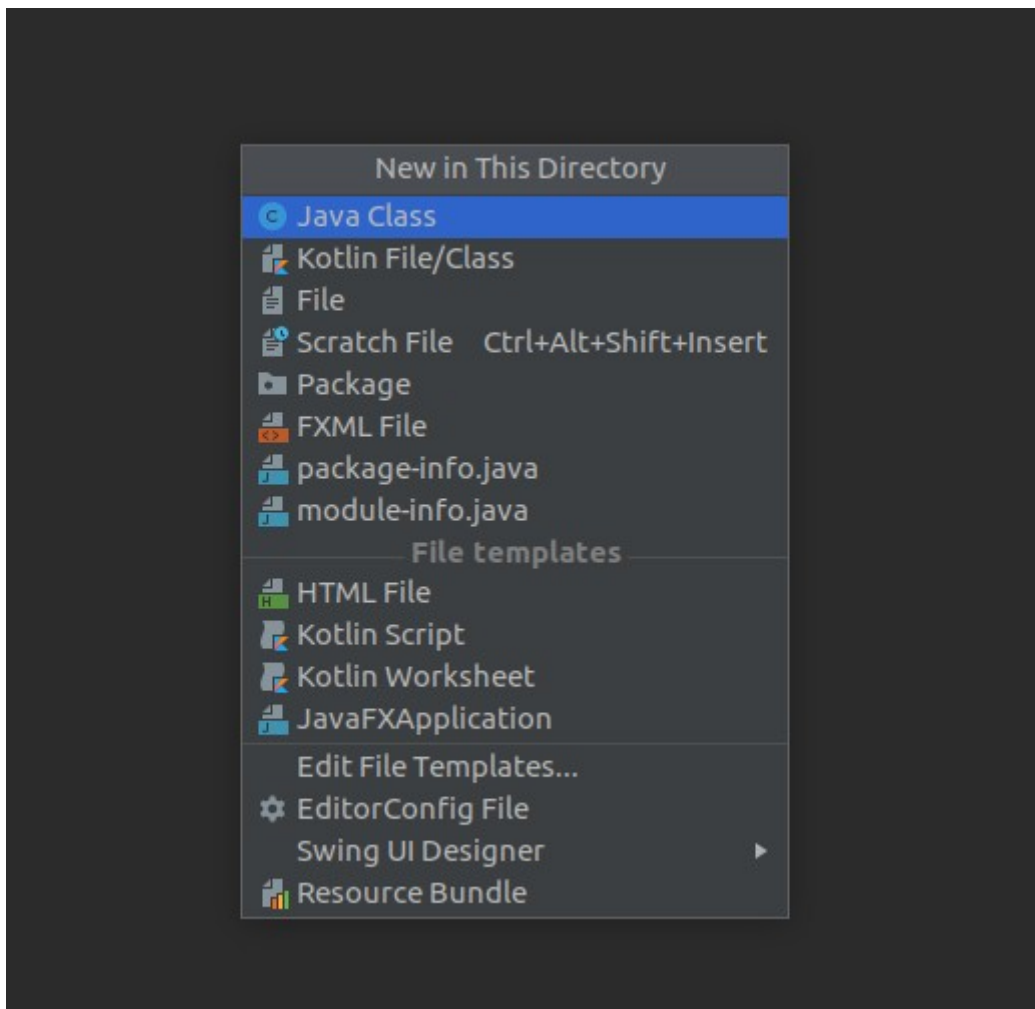 New in This Directory
Java Class
Kotlin File/Class
File
Scratch File Ctrl+Alt+Shift+Insert
Package
FXML File
package-info.java
module-info.java
File templates
HTML File
Kotlin Script
Kotlin Worksheet
JavaFXApplication
Edit File Templates...
EditorConfig File
Swing UI Designer
Resource Bundle